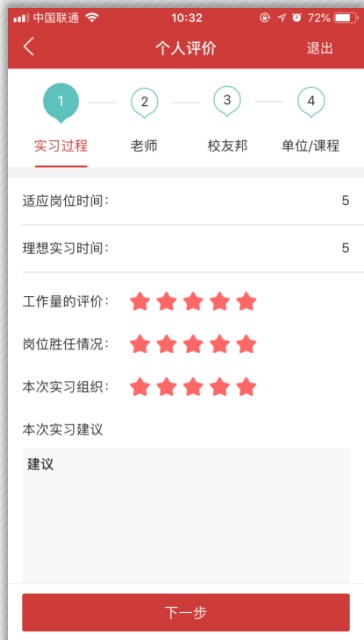 中国联通 10:32 72%
个人评价 退出
1 2 3 4
实习过程 老师 校友邦 单位/课程
适应岗位时间: 5
理想实习时间: 5
工作量的评价:
岗位胜任情况:
本次实习组织:
本次实习建议
建议
下一步